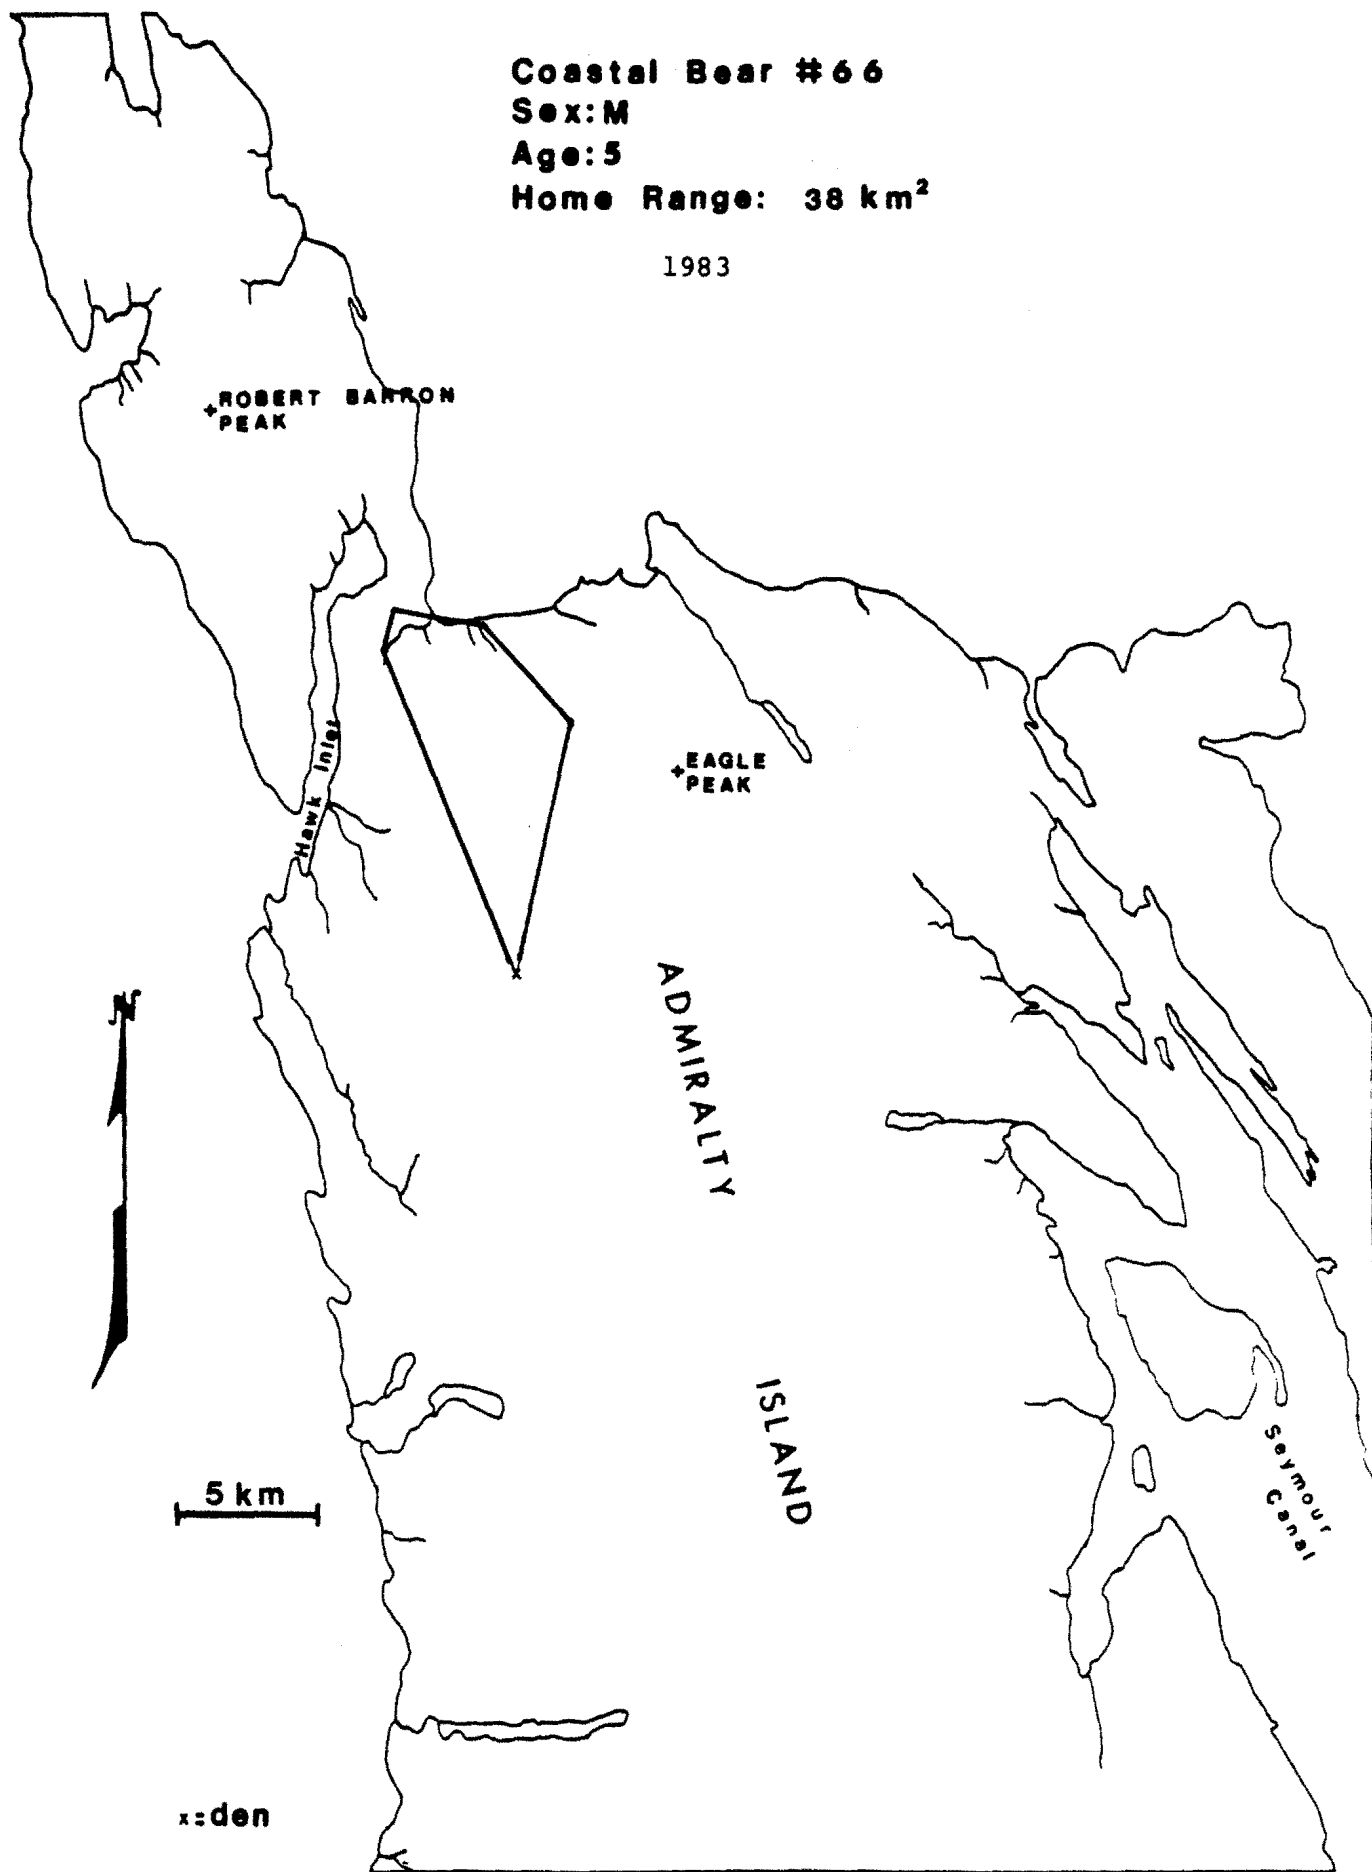 Coastal Bear #66
Sex: M
Age: 5
Home Range: 38 km²
1983
+ROBERT BARRON
PEAK
Hawk Inlet
+EAGLE
PEAK
N
ADMIRALTY
ISLAND
Seymour
Canal
5 km
x=den